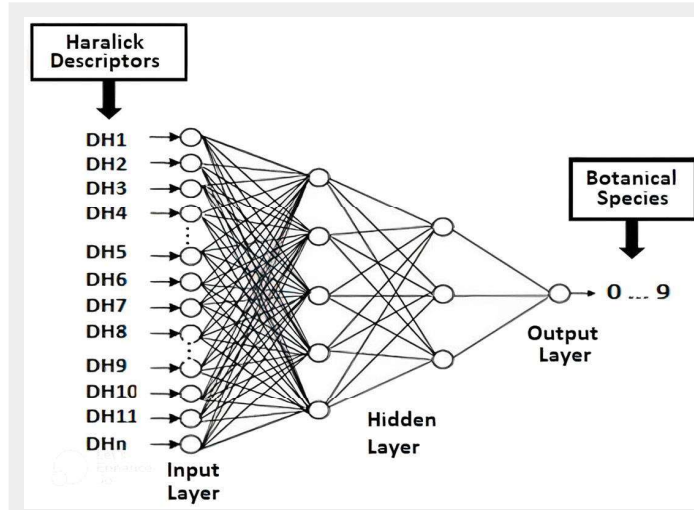 Haralick
Descriptors
DH1
DH2
DH3
DH4
DH5
DH6
DH7
DH8
DH9
DH10
DH11
DHn
Input
Layer
Hidden
Layer
Output
Layer
Botanical
Species
0 .... 9